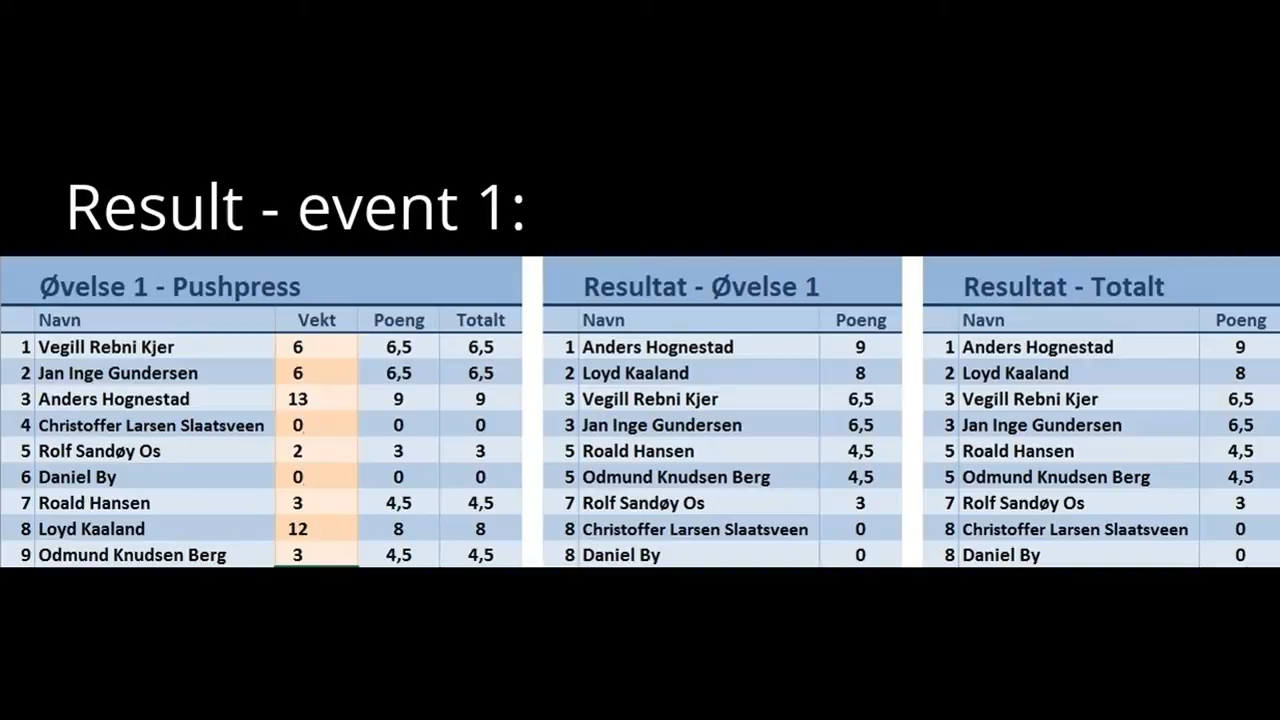 Result - event 1:
Øvelse 1 - Pushpress
Navn Vekt Poeng Totalt
1 Vegill Rebni Kjer 6 6,5 6,5
2 Jan Inge Gundersen 6 6,5 6,5
3 Anders Hognestad 13 9 9
4 Christoffer Larsen Slaatsveen 0 0 0
5 Rolf Sandøy Os 2 3 3
6 Daniel By 0 0 0
7 Roald Hansen 3 4,5 4,5
8 Loyd Kaaland 12 8 8
9 Odmund Knudsen Berg 3 4,5 4,5
Resultat - Øvelse 1
Navn Poeng
1 Anders Hognestad 9
2 Loyd Kaaland 8
3 Vegill Rebni Kjer 6,5
3 Jan Inge Gundersen 6,5
5 Roald Hansen 4,5
5 Odmund Knudsen Berg 4,5
7 Rolf Sandøy Os 3
8 Christoffer Larsen Slaatsveen 0
8 Daniel By 0
Resultat - Totalt
Navn Poeng
1 Anders Hognestad 9
2 Loyd Kaaland 8
3 Vegill Rebni Kjer 6,5
3 Jan Inge Gundersen 6,5
5 Roald Hansen 4,5
5 Odmund Knudsen Berg 4,5
7 Rolf Sandøy Os 3
8 Christoffer Larsen Slaatsveen 0
8 Daniel By 0